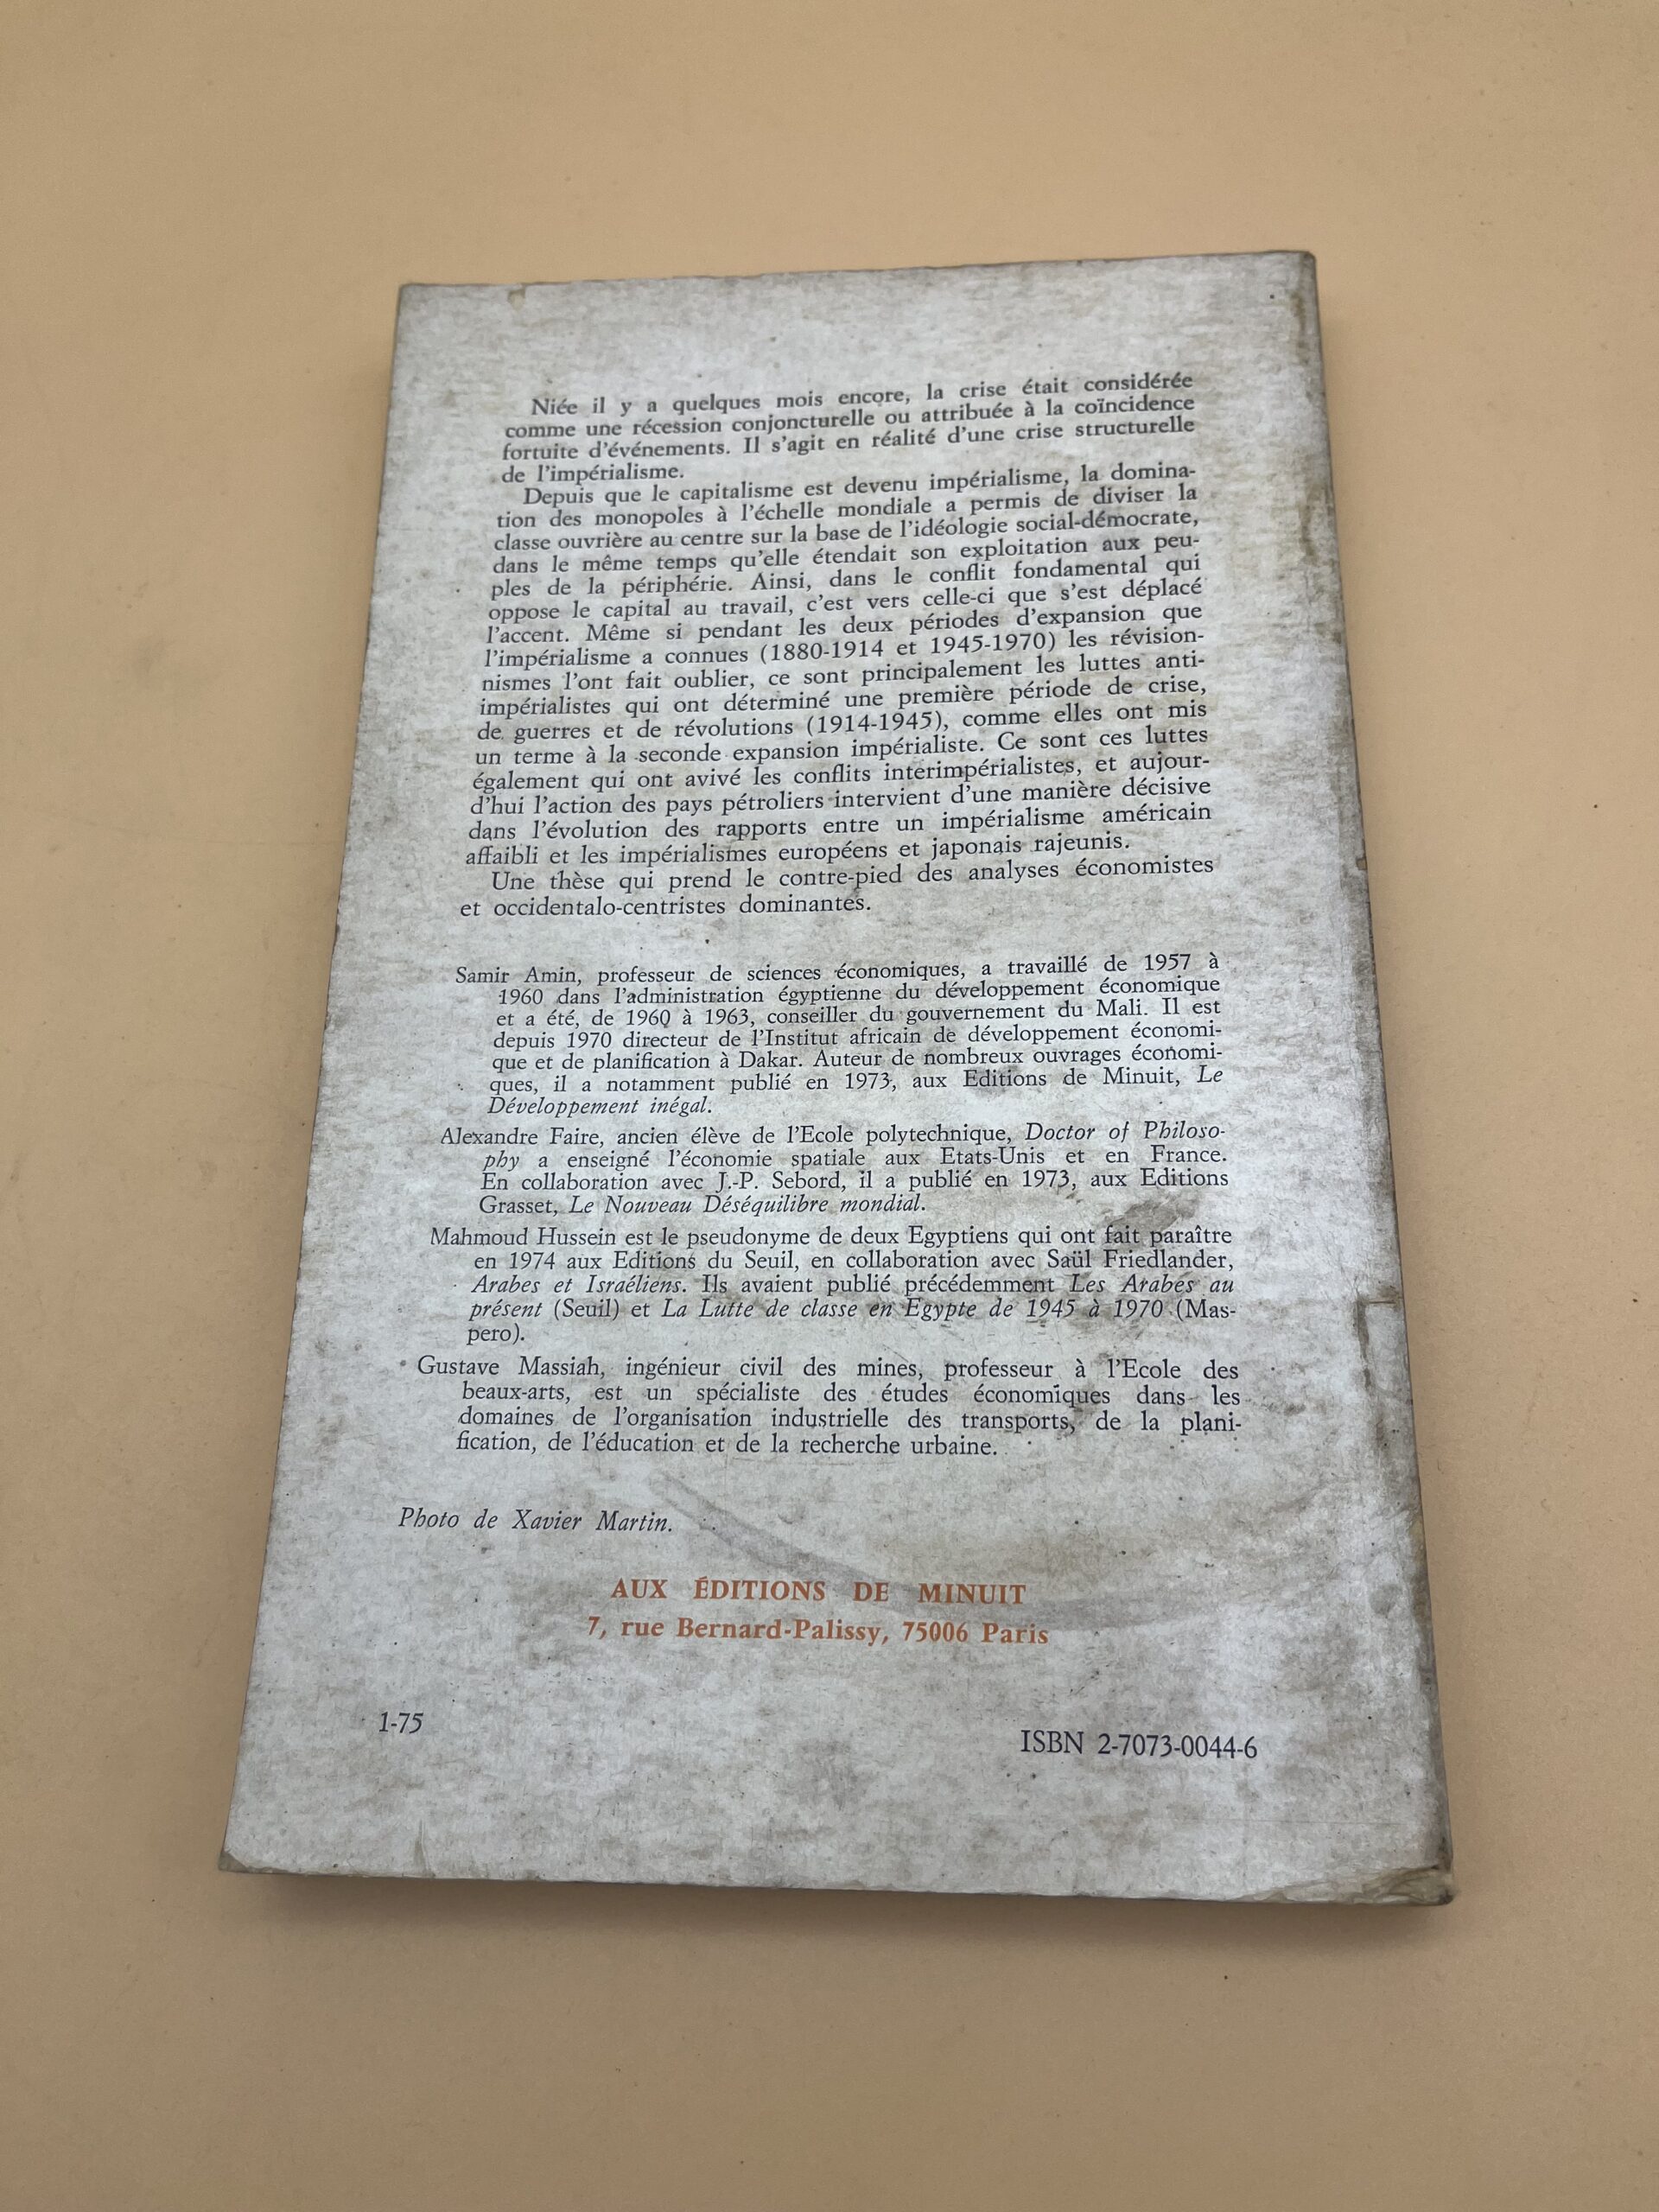 Niée il y a quelques mois encore, la crise était considérée
comme une récession conjoncturelle ou attribuée à la coïncidence
fortuite d'événements. Il s'agit en réalité d'une crise structurelle
de l'impérialisme.
Depuis que le capitalisme est devenu impérialisme, la domina-
tion des monopoles à l'échelle mondiale a permis de diviser la
classe ouvrière au centre sur la base de l'idéologie social-démocrate,
dans le même temps qu'elle étendait son exploitation aux peu-
ples de la périphérie. Ainsi, dans le conflit fondamental qui
oppose le capital au travail, c'est vers celle-ci que s'est déplacé
l'accent. Même si pendant les deux périodes d'expansion que
l'impérialisme a connues (1880-1914 et 1945-1970) les révision-
nismes l'ont fait oublier, ce sont principalement les luttes anti-
impérialistes qui ont déterminé une première période de crise,
de guerres et de révolutions (1914-1945), comme elles ont mis
un terme à la seconde expansion impérialiste. Ce sont ces luttes
également qui ont avivé les conflits interimpérialistes, et aujour-
d'hui l'action des pays pétroliers intervient d'une manière décisive
dans l'évolution des rapports entre un impérialisme américain
affaibli et les impérialismes européens et japonais rajeunis.
Une thèse qui prend le contre-pied des analyses économistes
et occidentalo-centristes dominantes.
Samir Amin, professeur de sciences économiques, a travaillé de 1957 à
1960 dans l'administration égyptienne du développement économique
et a été, de 1960 à 1963, conseiller du gouvernement du Mali. Il est
depuis 1970 directeur de l'Institut africain de développement économi-
que et de planification à Dakar. Auteur de nombreux ouvrages économi-
ques, il a notamment publié en 1973, aux Editions de Minuit, Le
Développement inégal.
Alexandre Faire, ancien élève de l'Ecole polytechnique, Doctor of Philoso-
phy a enseigné l'économie spatiale aux Etats-Unis et en France.
En collaboration avec J.-P. Sebord, il a publié en 1973, aux Editions
Grasset, Le Nouveau Déséquilibre mondial.
Mahmoud Hussein est le pseudonyme de deux Egyptiens qui ont fait paraître
en 1974 aux Editions du Seuil, en collaboration avec Saül Friedlander,
Arabes et Israéliens. Ils avaient publié précédemment Les Arabes au
présent (Seuil) et La Lutte de classe en Egypte de 1945 à 1970 (Mas-
pero).
Gustave Massiah, ingénieur civil des mines, professeur à l'Ecole des
beaux-arts, est un spécialiste des études économiques dans les
domaines de l'organisation industrielle des transports, de la plani-
fication, de l'éducation et de la recherche urbaine.
Photo de Xavier Martin.
AUX ÉDITIONS DE MINUIT
7, rue Bernard-Palissy, 75006 Paris
1-75
ISBN 2-7073-0044-6